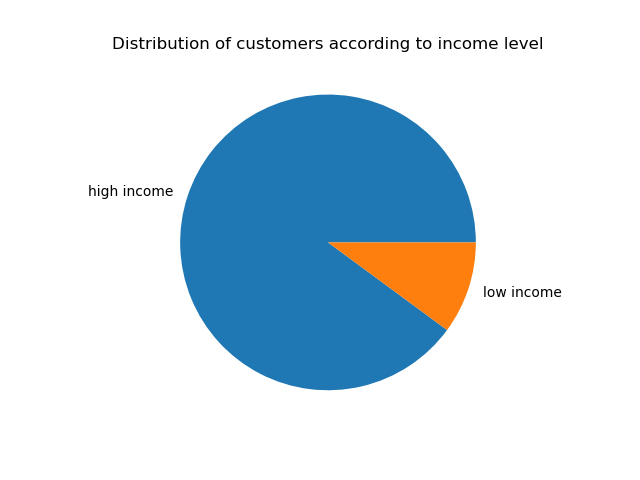 Distribution of customers according to income level
high income
low income